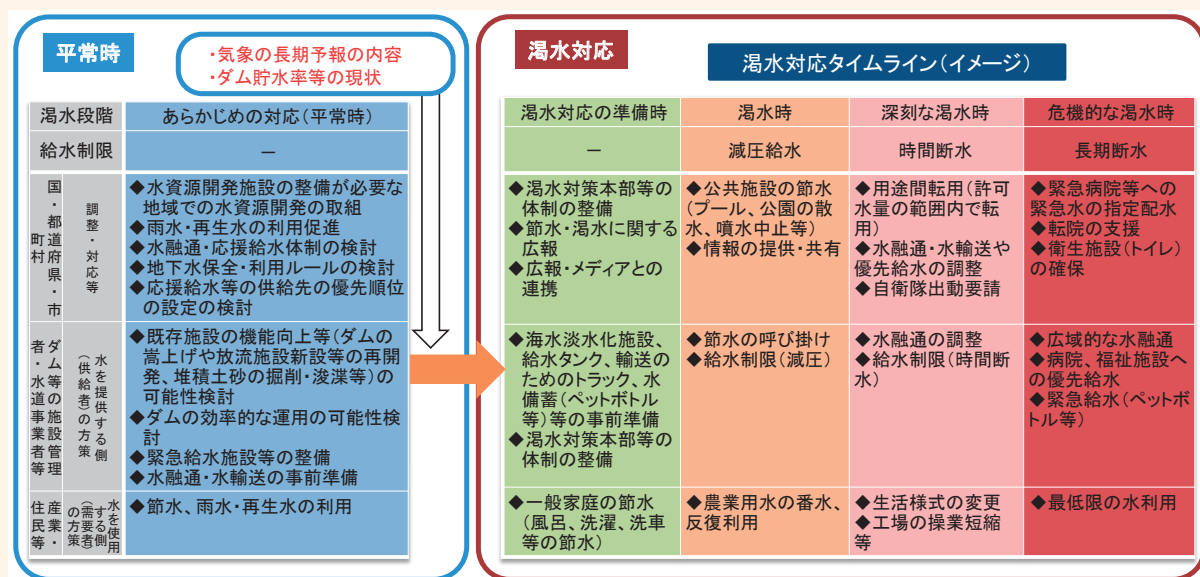 平常時
・気象の長期予報の内容
・ダム貯水率等の現状
渇水段階
あらかじめの対応(平常時)
給水制限
－
国・都道府県・市町村
調整・対応等
◆水資源開発施設の整備が必要な
地域での水資源開発の取組
◆雨水・再生水の利用促進
◆水融通・応援給水体制の検討
◆地下水保全・利用ルールの検討
◆応援給水等の供給先の優先順位
の設定の検討
ダム等の施設管理
者・水道事業者等
水を提供する側
(供給者)の方策
◆既存施設の機能向上等(ダムの
嵩上げや放流施設新設等の再開
発、堆積土砂の掘削・浚渫等)の
可能性検討
◆ダムの効率的な運用の可能性検
討
◆緊急給水施設等の整備
◆水融通・水輸送の事前準備
産業・
住民等
水を使用
する側
(需要者)
の方策
◆節水、雨水・再生水の利用
渇水対応
渇水対応タイムライン(イメージ)
渇水対応の準備時
渇水時
深刻な渇水時
危機的な渇水時
－
減圧給水
時間断水
長期断水
◆渇水対策本部等の
体制の整備
◆節水・渇水に関する
広報
◆広報・メディアとの
連携
◆公共施設の節水
(プール、公園の散
水、噴水中止等)
◆情報の提供・共有
◆用途間転用(許可
水量の範囲内で転
用)
◆水融通・水輸送や
優先給水の調整
◆自衛隊出動要請
◆緊急病院等への
緊急水の指定配水
◆転院の支援
◆衛生施設(トイレ)
の確保
◆海水淡水化施設、
給水タンク、輸送の
ためのトラック、水
備蓄(ペットボトル
等)等の事前準備
◆渇水対策本部等の
体制の整備
◆節水の呼び掛け
◆給水制限(減圧)
◆水融通の調整
◆給水制限(時間断
水)
◆広域的な水融通
◆病院、福祉施設へ
の優先給水
◆緊急給水(ペットボ
トル等)
◆一般家庭の節水
(風呂、洗濯、洗車
等の節水)
◆農業用水の番水、
反復利用
◆生活様式の変更
◆工場の操業短縮
等
◆最低限の水利用